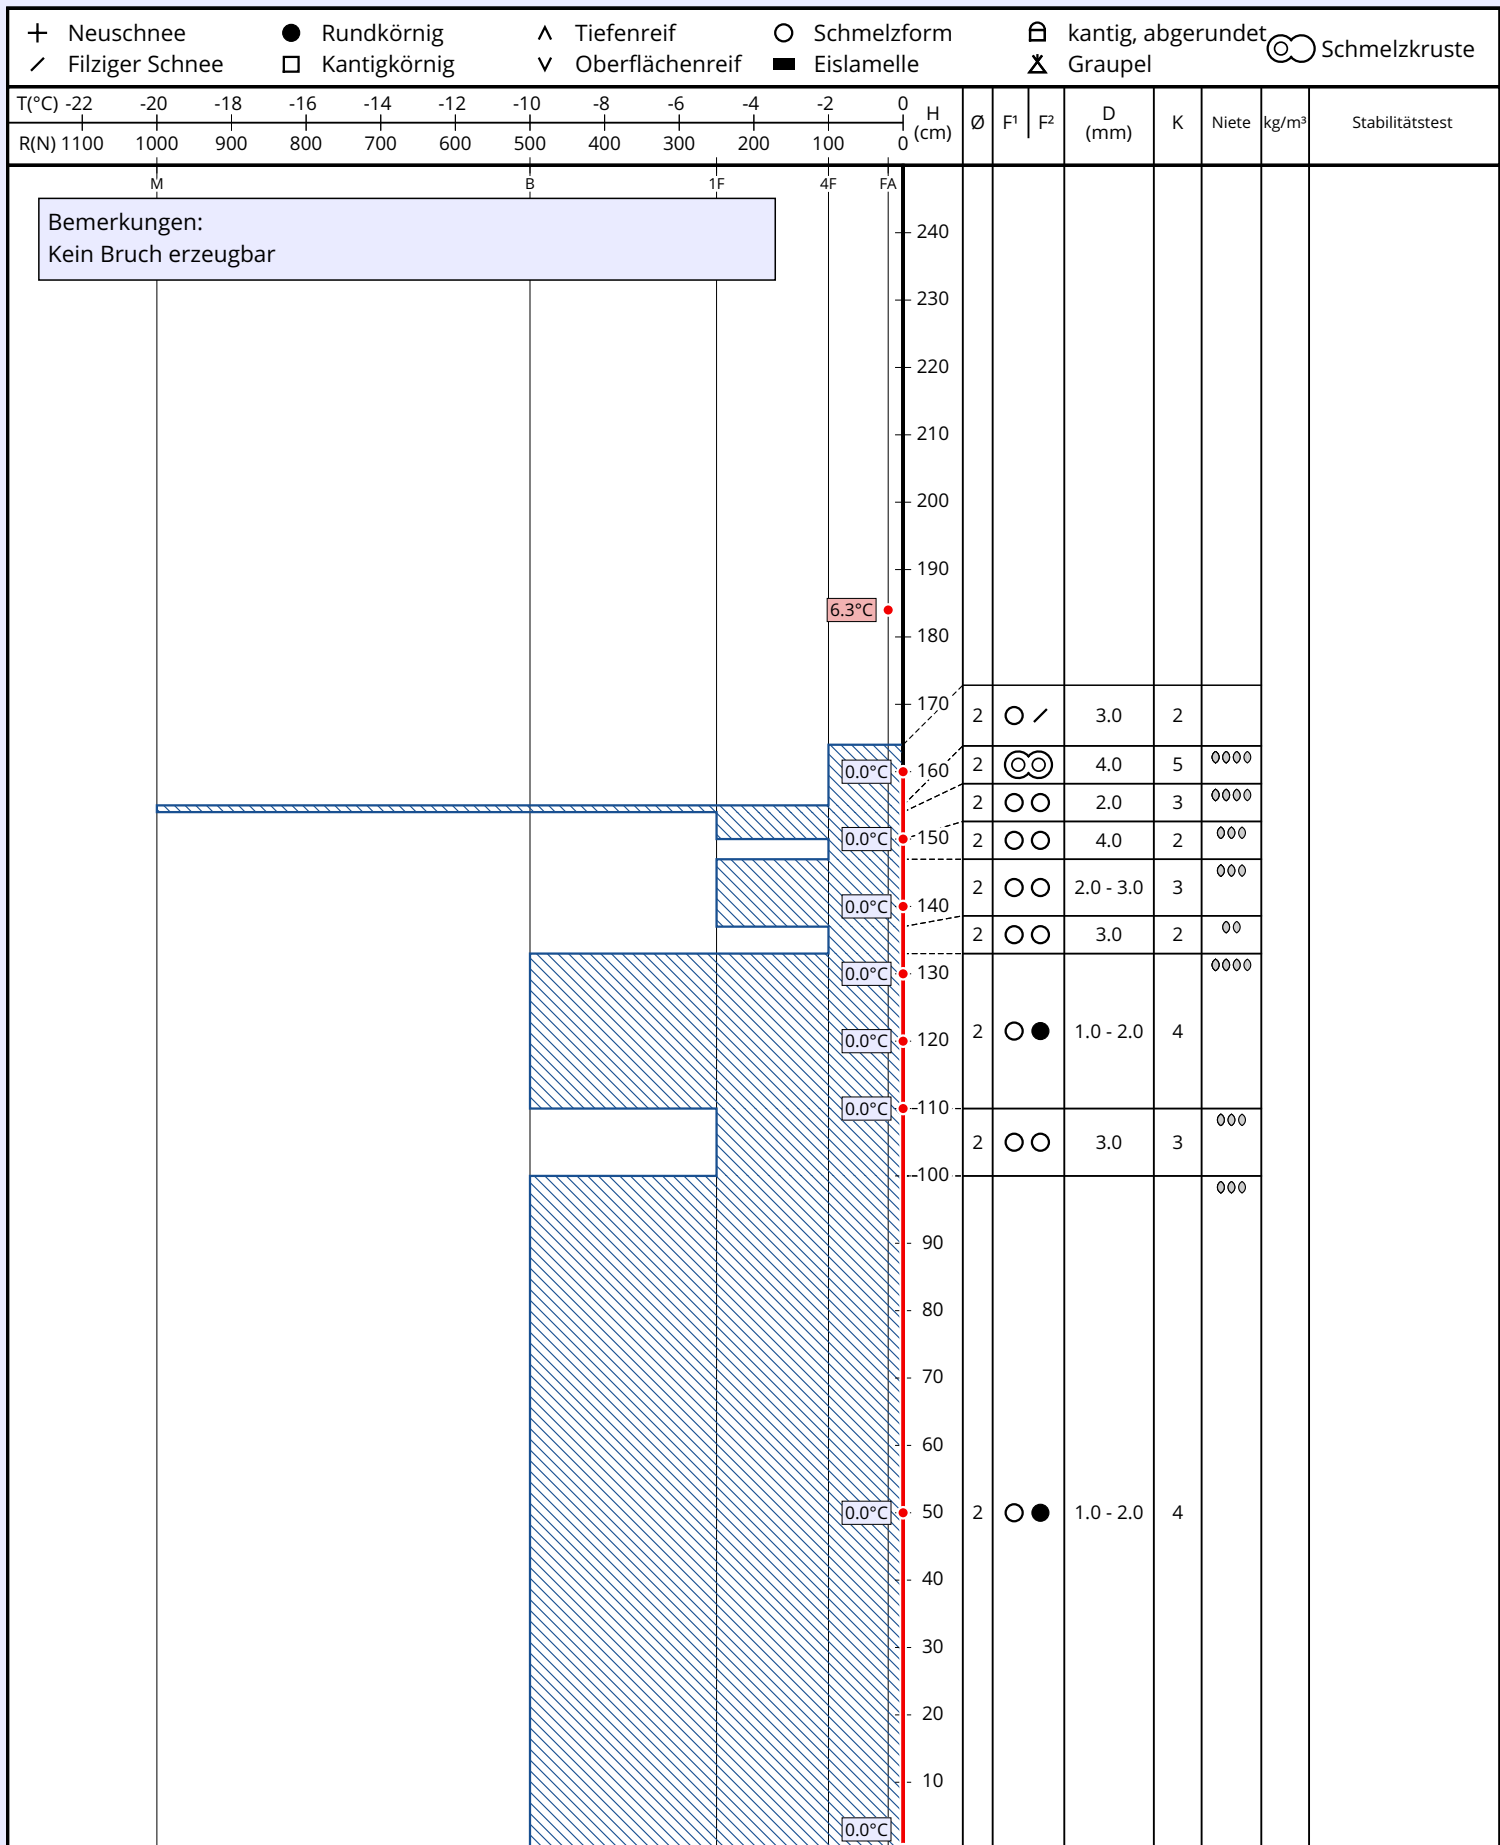 Neuschnee Rundkörnig Tiefenreif Schmelzform kantig, abgerundet Schmelzkruste
Filziger Schnee Kantigkörnig Oberflächenreif Eislamelle Graupel
T(°C) -22 -20 -18 -16 -14 -12 -10 -8 -6 -4 -2 0
R(N) 1100 1000 900 800 700 600 500 400 300 200 100 0
H (cm) Ø F¹ F² D (mm) K Niete kg/m³ Stabilitätstest
M B 1F 4F FA
Bemerkungen:
Kein Bruch erzeugbar
240
230
220
210
200
190
6.3°C
180
170
2 3.0 2
0.0°C 160 2 4.0 5
2 2.0 3
0.0°C 150 2 4.0 2
2 2.0 - 3.0 3
0.0°C 140
2 3.0 2
0.0°C 130
2 1.0 - 2.0 4
0.0°C 120
0.0°C 110
2 3.0 3
100
90
80
70
60
0.0°C 50 2 1.0 - 2.0 4
40
30
20
10
0.0°C